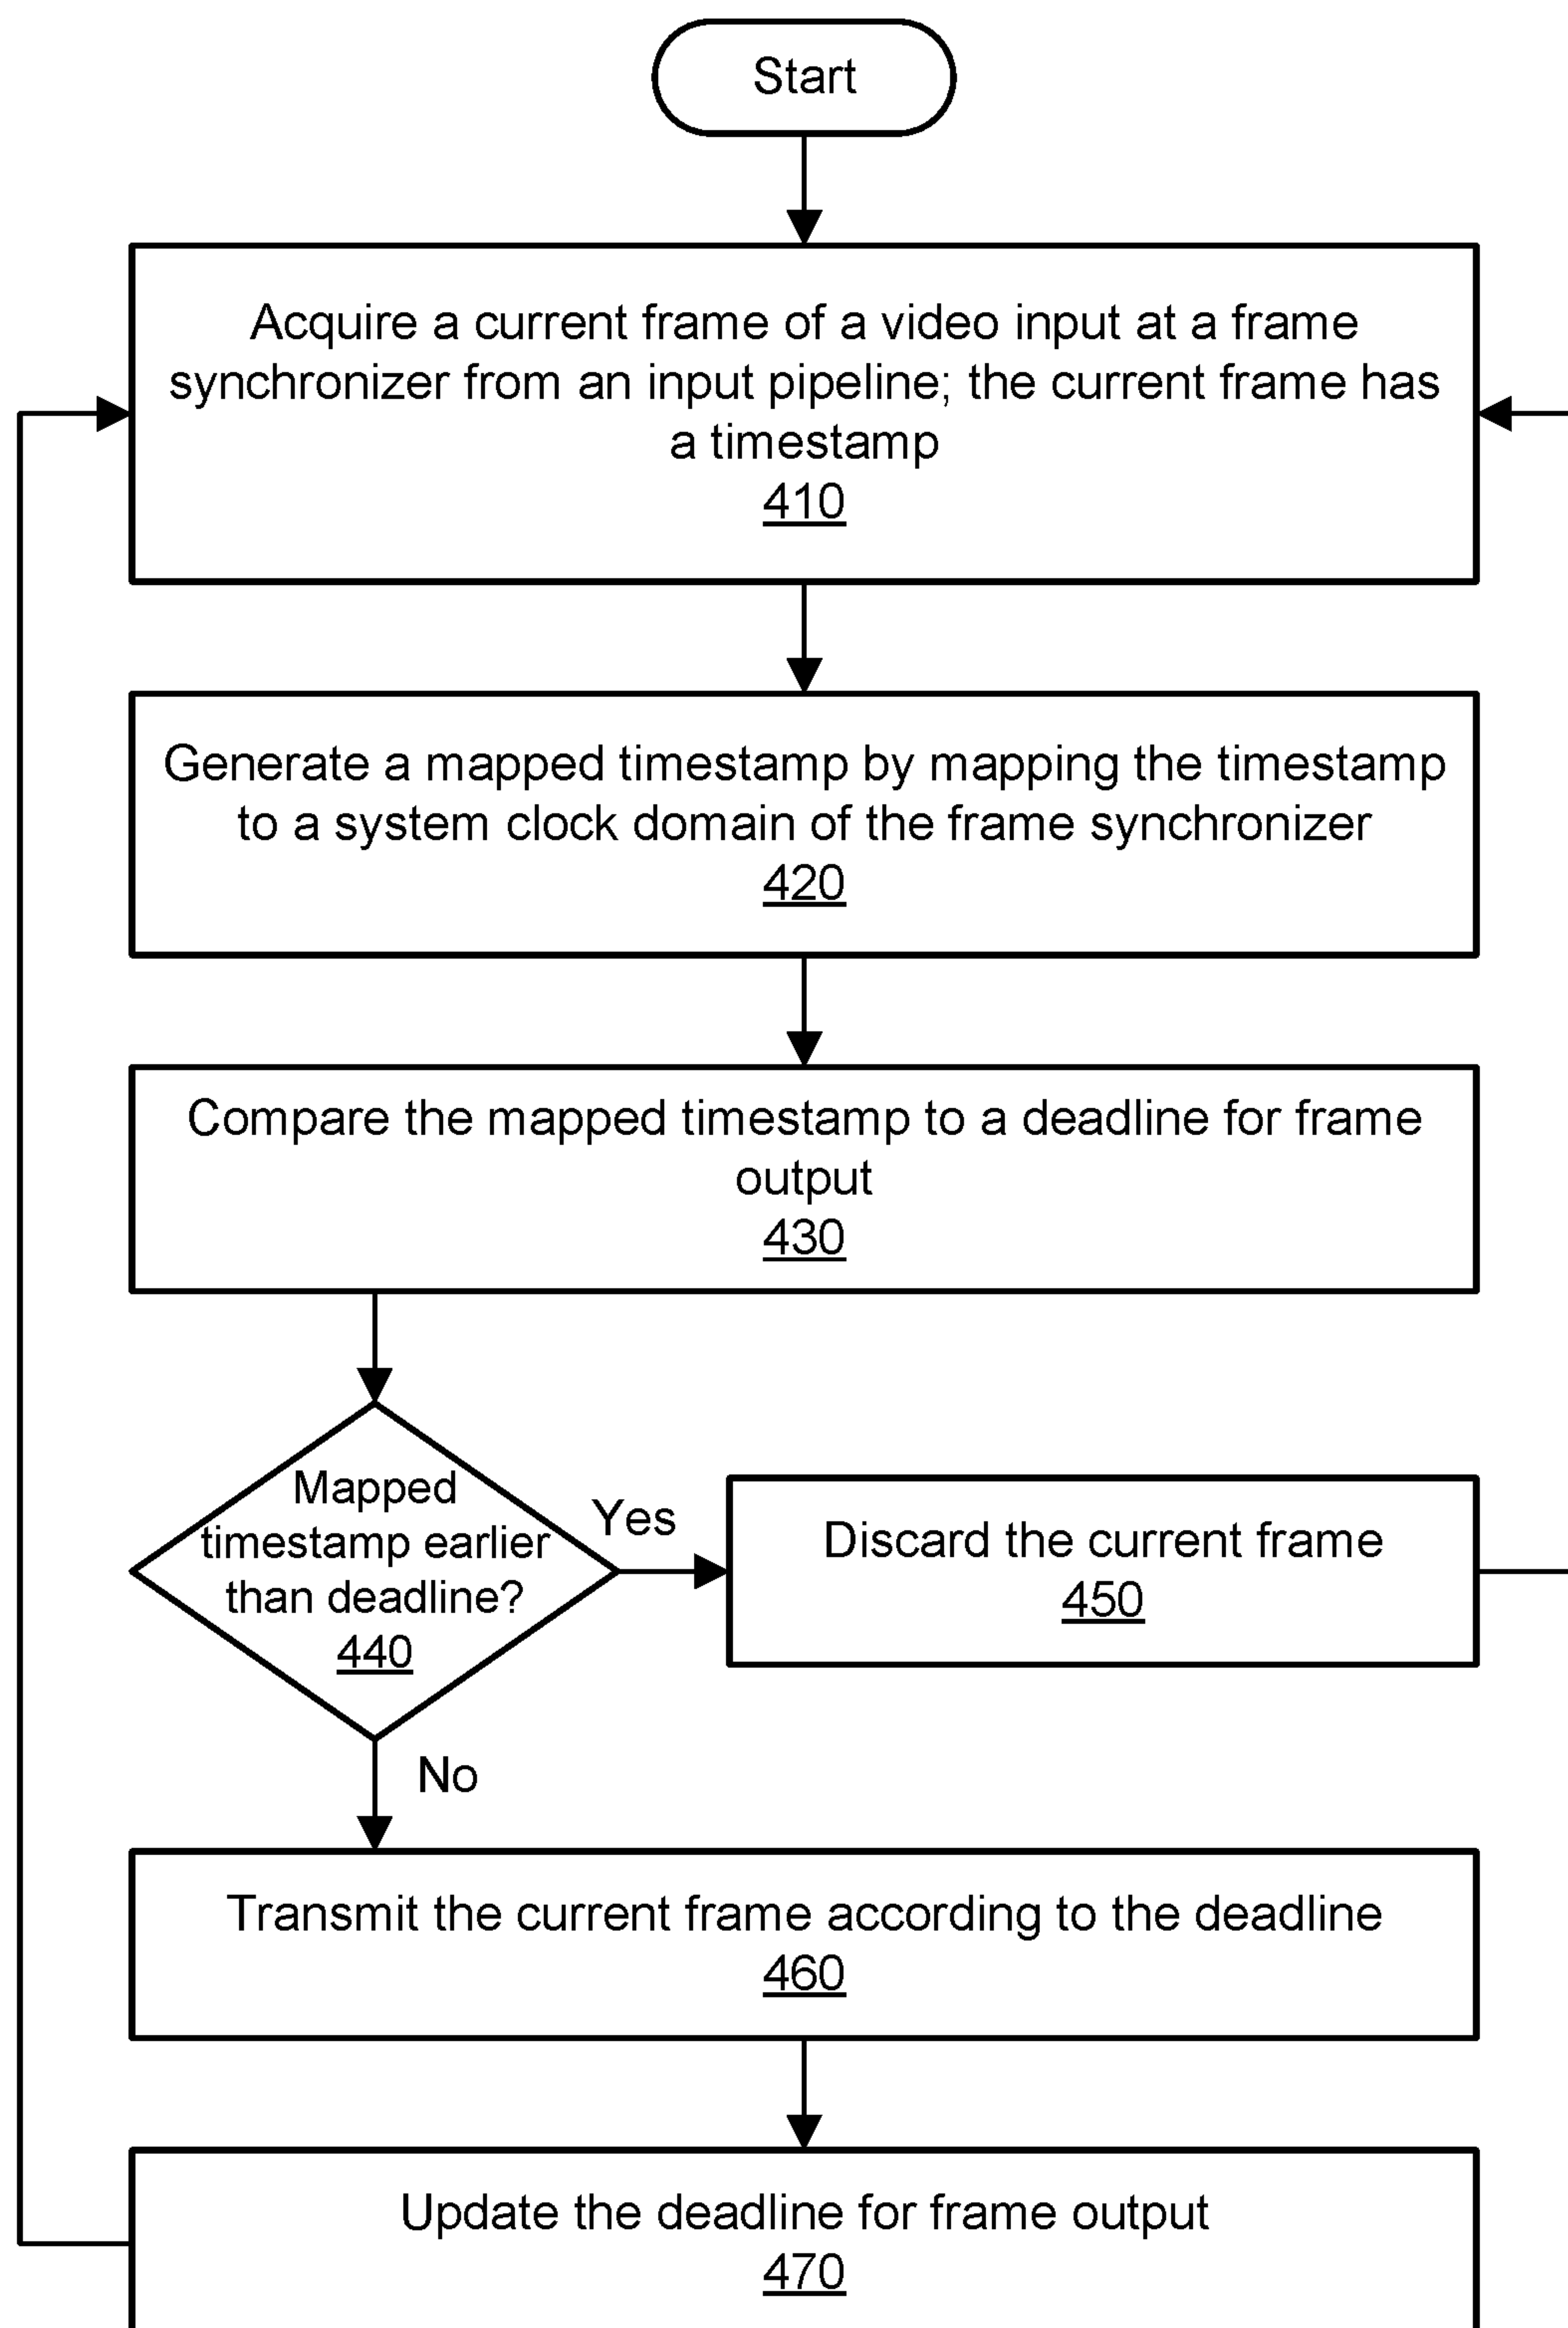 Start
Acquire a current frame of a video input at a frame
synchronizer from an input pipeline; the current frame has
a timestamp
410
Generate a mapped timestamp by mapping the timestamp
to a system clock domain of the frame synchronizer
420
Compare the mapped timestamp to a deadline for frame
output
430
Mapped
timestamp earlier
than deadline?
440
Yes
Discard the current frame
450
No
Transmit the current frame according to the deadline
460
Update the deadline for frame output
470